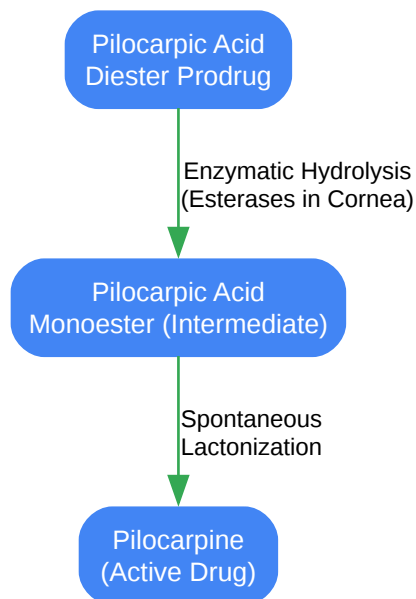 Pilocarpic Acid
Diester Prodrug
Enzymatic Hydrolysis
(Esterases in Cornea)
Pilocarpic Acid
Monoester (Intermediate)
Spontaneous
Lactonization
Pilocarpine
(Active Drug)